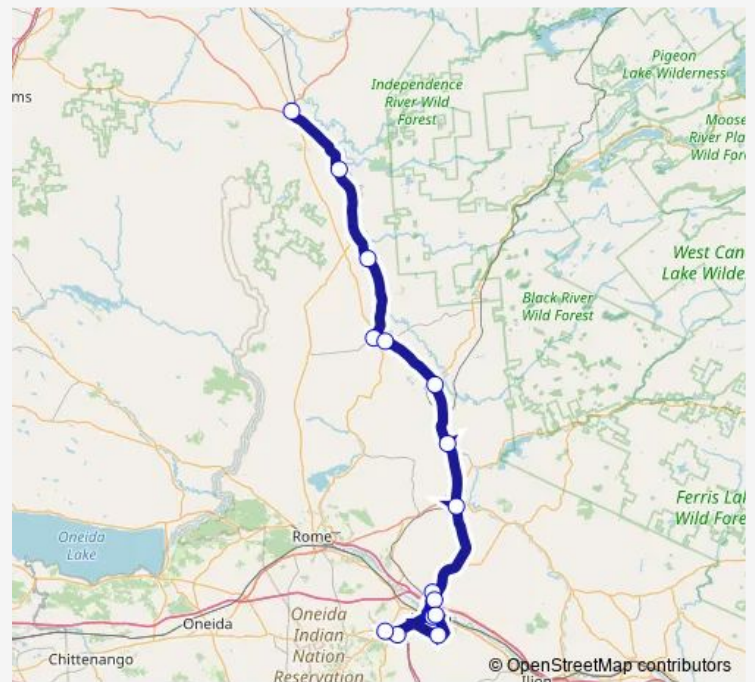 Pigeon
Lake Wilderness
Independence
River Wild
Forest
ms
Moose
River Pla
Wild Fore
West Can
Lake Wilde
Black River
Wild Forest
Ferris Lak
Wild Fore
Oneida
Lake
Rome
Oneida
Oneida
Indian
Nation
Reservation
Chittenango
Ilion
© OpenStreetMap contributors